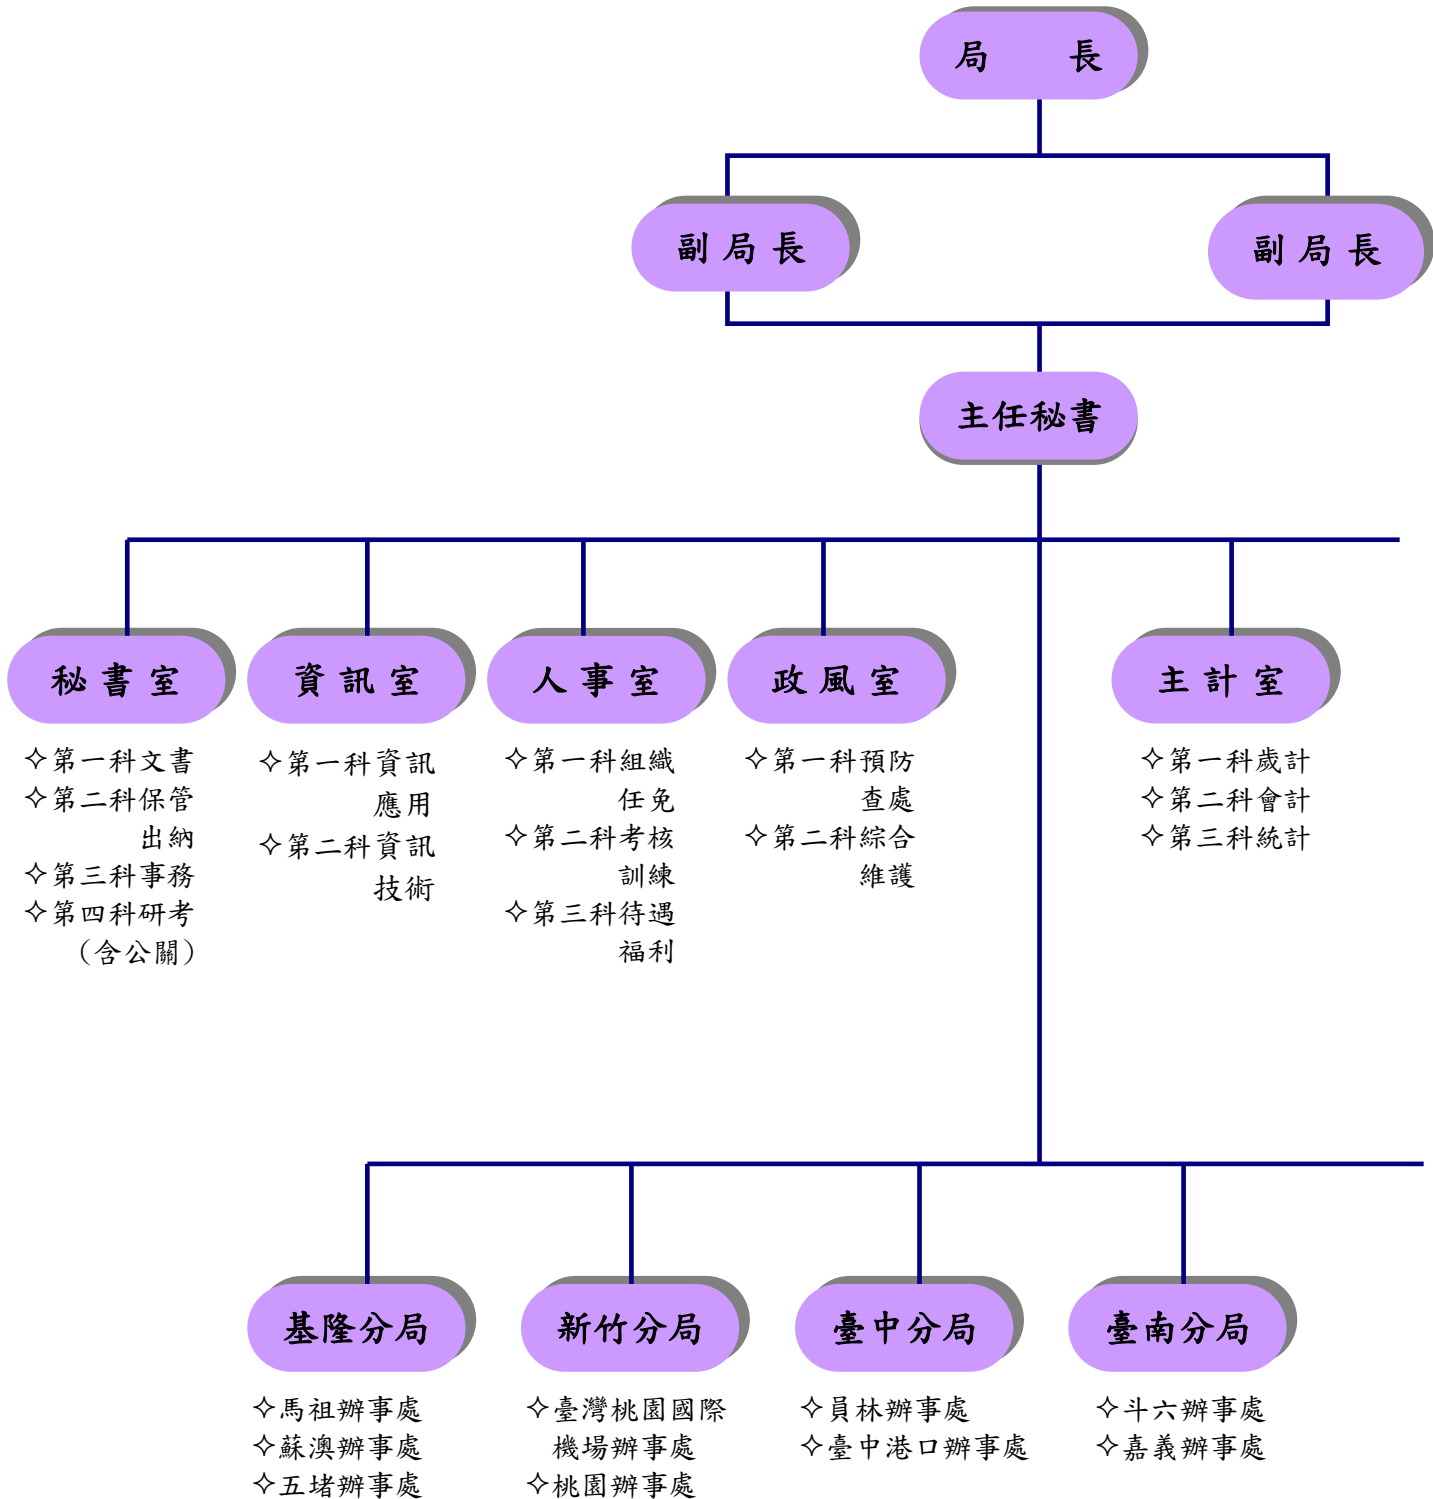 局 長
副局長
副局長
主任秘書
秘書室
✧第一科文書
✧第二科保管
出納
✧第三科事務
✧第四科研考
(含公關)
資訊室
✧第一科資訊
應用
✧第二科資訊
技術
人事室
✧第一科組織
任免
✧第二科考核
訓練
✧第三科待遇
福利
政風室
✧第一科預防
查處
✧第二科綜合
維護
主計室
✧第一科歲計
✧第二科會計
✧第三科統計
基隆分局
✧馬祖辦事處
✧蘇澳辦事處
✧五堵辦事處
新竹分局
✧臺灣桃園國際
機場辦事處
✧桃園辦事處
臺中分局
✧員林辦事處
✧臺中港口辦事處
臺南分局
✧斗六辦事處
✧嘉義辦事處